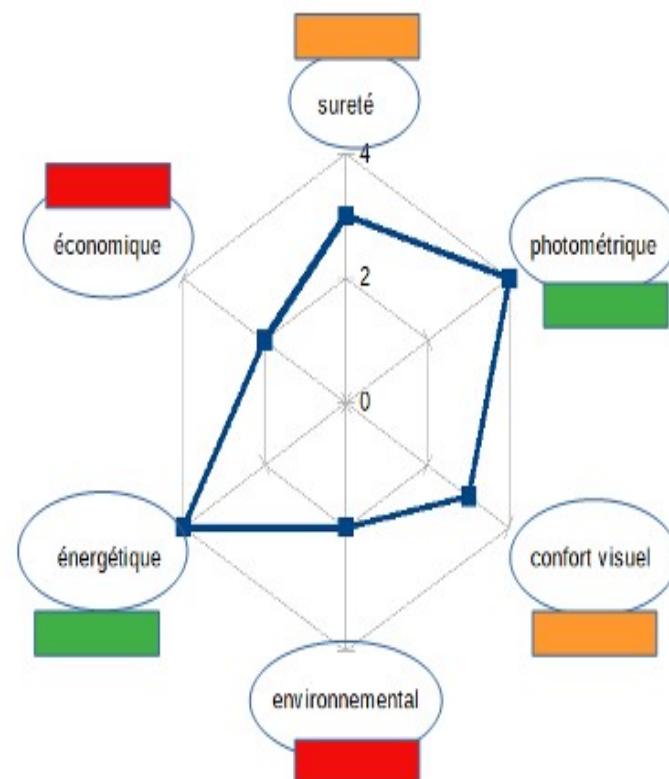 sureté
4
économique
photométrique
2
0
énergétique
confort visuel
environnemental